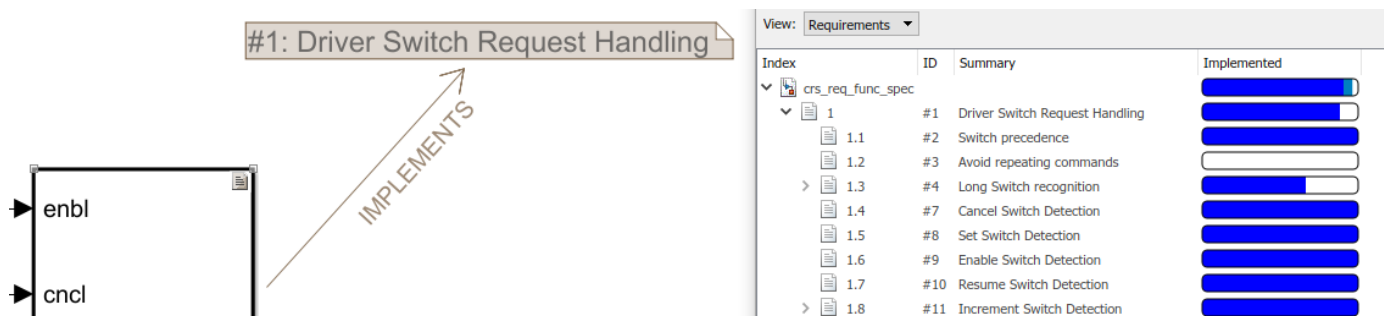 #1: Driver Switch Request Handling
IMPLEMENTS
enbl
cncl
View: Requirements
Index ID Summary Implemented
crs_req_func_spec
1 #1 Driver Switch Request Handling
1.1 #2 Switch precedence
1.2 #3 Avoid repeating commands
1.3 #4 Long Switch recognition
1.4 #7 Cancel Switch Detection
1.5 #8 Set Switch Detection
1.6 #9 Enable Switch Detection
1.7 #10 Resume Switch Detection
1.8 #11 Increment Switch Detection